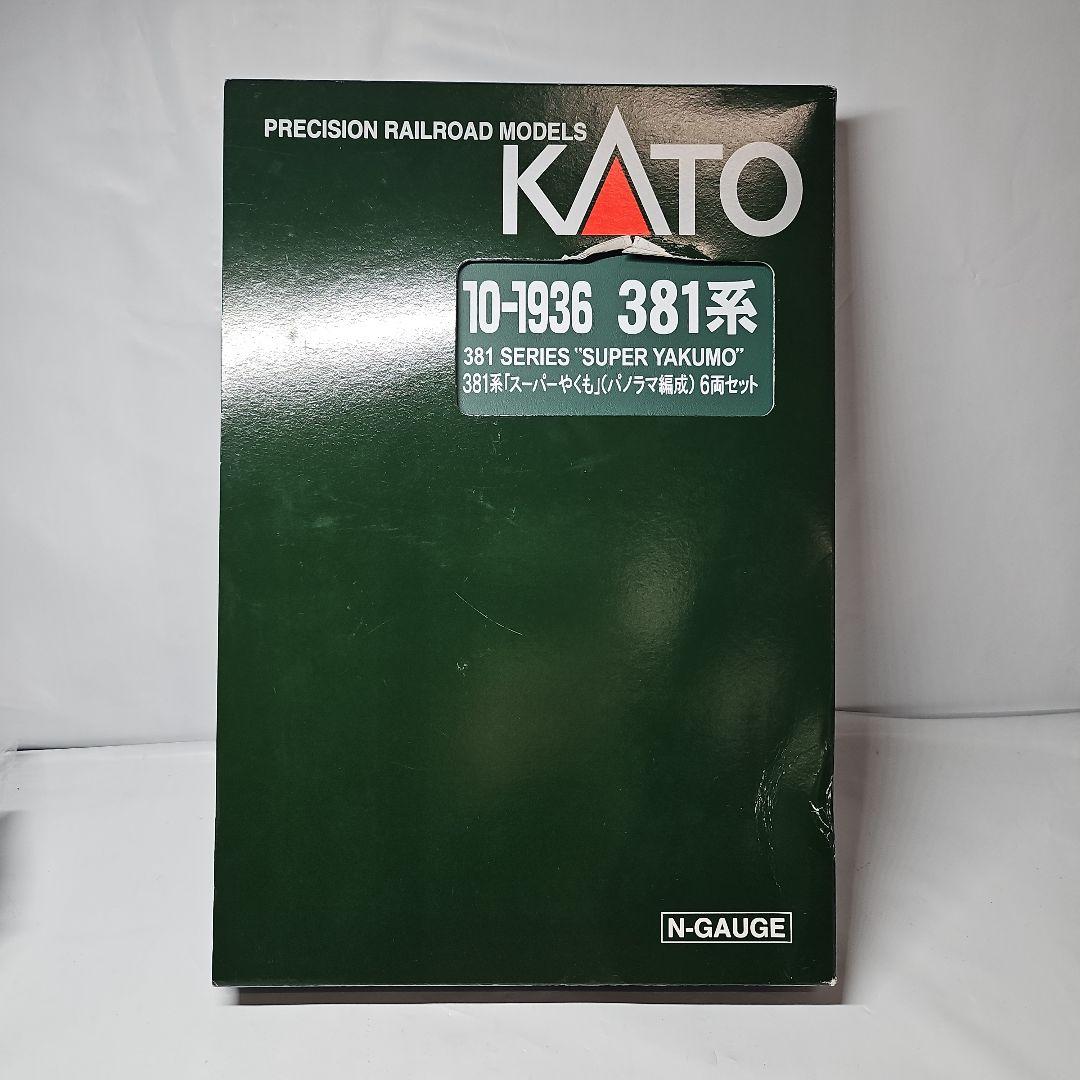 PRECISION RAILROAD MODELS
KATO
10-1936 381系
381 SERIES "SUPER YAKUMO"
381系「スーパーやくも」(パノラマ編成) 6両セット
N-GAUGE